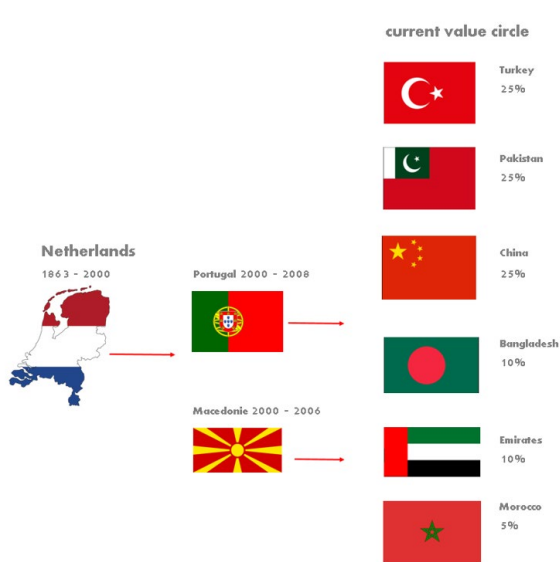 current value circle
Turkey
25%
Pakistan
25%
Netherlands
1863 - 2000
China
25%
Portugal 2000 - 2008
Bangladesh
10%
Macedonie 2000 - 2006
Emirates
10%
Morocco
5%